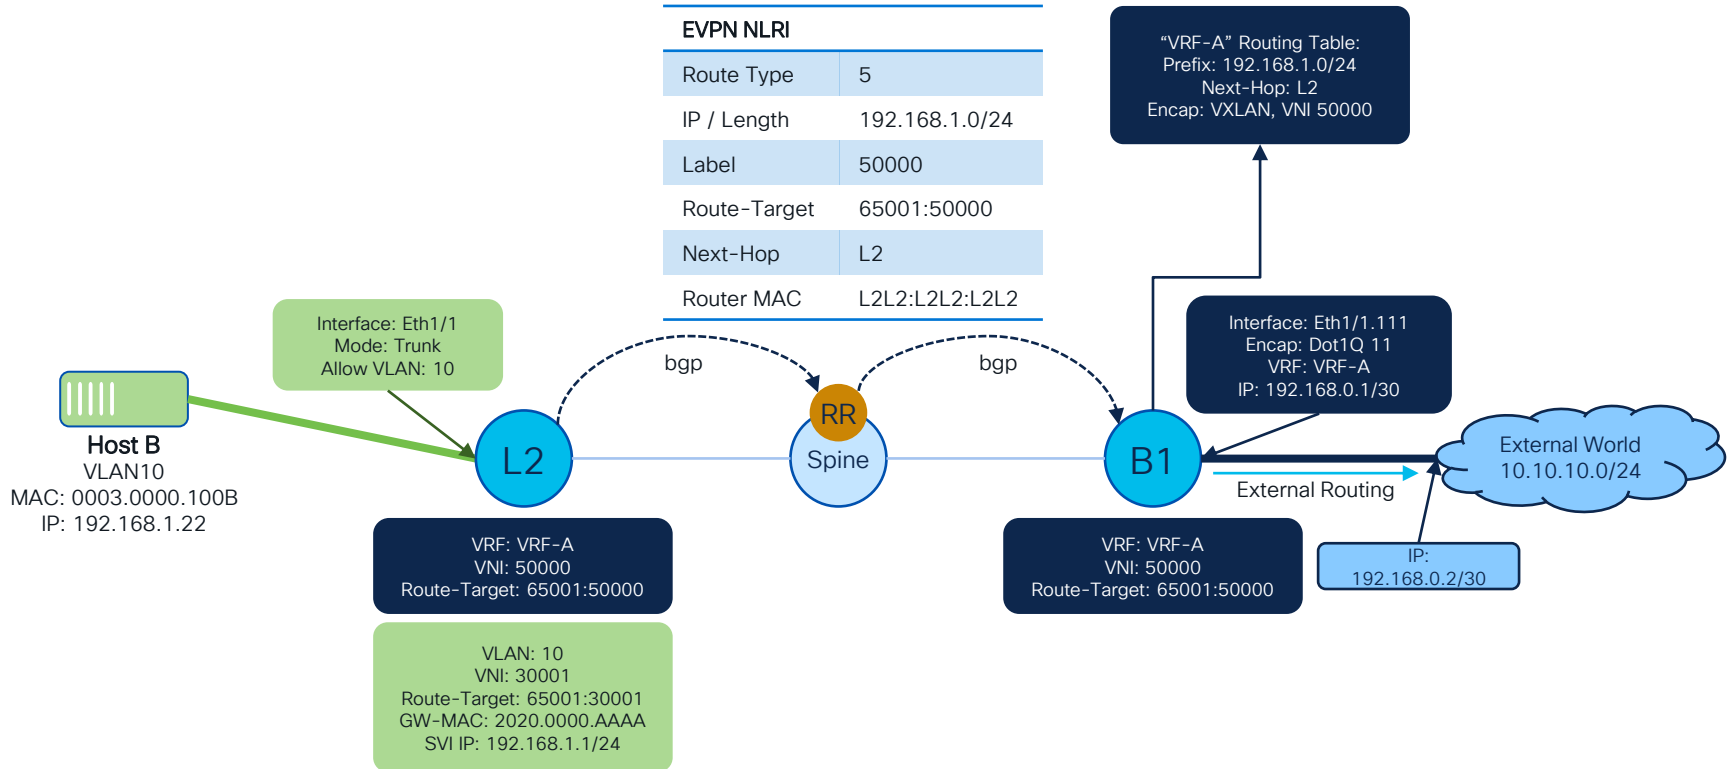 EVPN NLRI
Route Type 5
IP / Length 192.168.1.0/24
Label 50000
Route-Target 65001:50000
Next-Hop L2
Router MAC L2L2:L2L2:L2L2
“VRF-A” Routing Table:
Prefix: 192.168.1.0/24
Next-Hop: L2
Encap: VXLAN, VNI 50000
Interface: Eth1/1
Mode: Trunk
Allow VLAN: 10
bgp
bgp
Interface: Eth1/1.111
Encap: Dot1Q 11
VRF: VRF-A
IP: 192.168.0.1/30
Host B
VLAN10
MAC: 0003.0000.100B
IP: 192.168.1.22
L2
RR
Spine
B1
External Routing
External World
10.10.10.0/24
IP:
192.168.0.2/30
VRF: VRF-A
VNI: 50000
Route-Target: 65001:50000
VRF: VRF-A
VNI: 50000
Route-Target: 65001:50000
VLAN: 10
VNI: 30001
Route-Target: 65001:30001
GW-MAC: 2020.0000.AAAA
SVI IP: 192.168.1.1/24